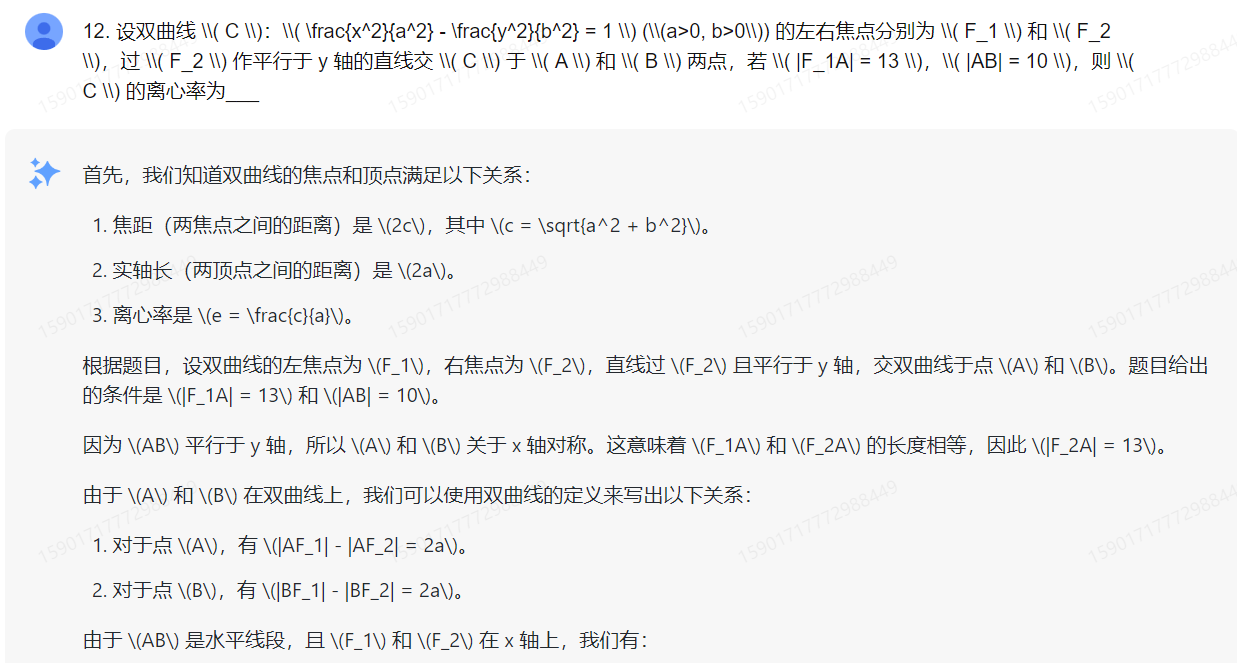 12. 设双曲线 \\( C \\)：\\( \frac{x^2}{a^2} - \frac{y^2}{b^2} = 1 \\) (\\(a>0, b>0\\)) 的左右焦点分别为 \\( F_1 \\) 和 \\( F_2
\\)，过 \\( F_2 \\) 作平行于 y 轴的直线交 \\( C \\) 于 \\( A \\) 和 \\( B \\) 两点，若 \\( |F_1A| = 13 \\)，\\( |AB| = 10 \\)，则 \\(
C \\) 的离心率为___
首先，我们知道双曲线的焦点和顶点满足以下关系：
1. 焦距（两焦点之间的距离）是 \(2c\)，其中 \(c = \sqrt{a^2 + b^2}\)。
2. 实轴长（两顶点之间的距离）是 \(2a\)。
3. 离心率是 \(e = \frac{c}{a}\)。
根据题目，设双曲线的左焦点为 \(F_1\)，右焦点为 \(F_2\)，直线过 \(F_2\) 且平行于 y 轴，交双曲线于点 \(A\) 和 \(B\)。题目给出
的条件是 \(|F_1A| = 13\) 和 \(|AB| = 10\)。
因为 \(AB\) 平行于 y 轴，所以 \(A\) 和 \(B\) 关于 x 轴对称。这意味着 \(F_1A\) 和 \(F_2A\) 的长度相等，因此 \(|F_2A| = 13\)。
由于 \(A\) 和 \(B\) 在双曲线上，我们可以使用双曲线的定义来写出以下关系：
1. 对于点 \(A\)，有 \(|AF_1| - |AF_2| = 2a\)。
2. 对于点 \(B\)，有 \(|BF_1| - |BF_2| = 2a\)。
由于 \(AB\) 是水平线段，且 \(F_1\) 和 \(F_2\) 在 x 轴上，我们有：